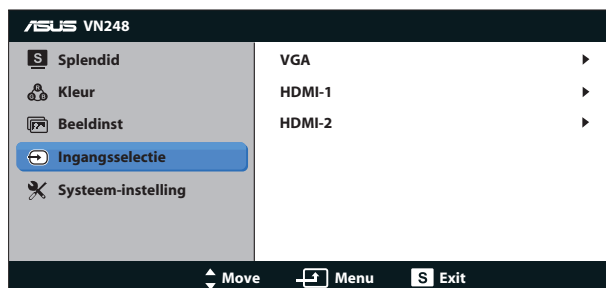 ASUS VN248
S Splendid
Kleur
Beeldinst
Ingangsselectie
Systeem-instelling
VGA
HDMI-1
HDMI-2
Move Menu S Exit